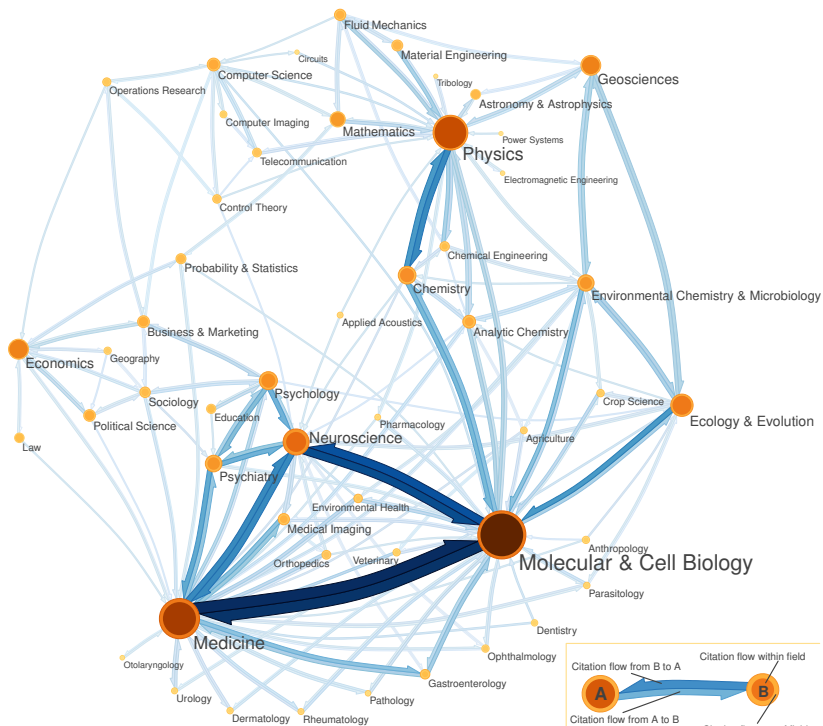 Fluid Mechanics
Material Engineering
Circuits
Computer Science
Geosciences
Operations Research
Tribology
Astronomy & Astrophysics
Computer Imaging
Mathematics
Power Systems
Physics
Telecommunication
Electromagnetic Engineering
Control Theory
Chemical Engineering
Probability & Statistics
Chemistry
Environmental Chemistry & Microbiology
Applied Acoustics
Analytic Chemistry
Business & Marketing
Geography
Economics
Psychology
Sociology
Crop Science
Education
Political Science
Pharmacology
Ecology & Evolution
Neuroscience
Agriculture
Law
Psychiatry
Environmental Health
Medical Imaging
Anthropology
Orthopedics
Veterinary
Molecular & Cell Biology
Parasitology
Dentistry
Medicine
Ophthalmology
Otolaryngology
Gastroenterology
Urology
Pathology
Dermatology
Rheumatology
Citation flow within field
Citation flow from B to A
A
B
Citation flow from A to B